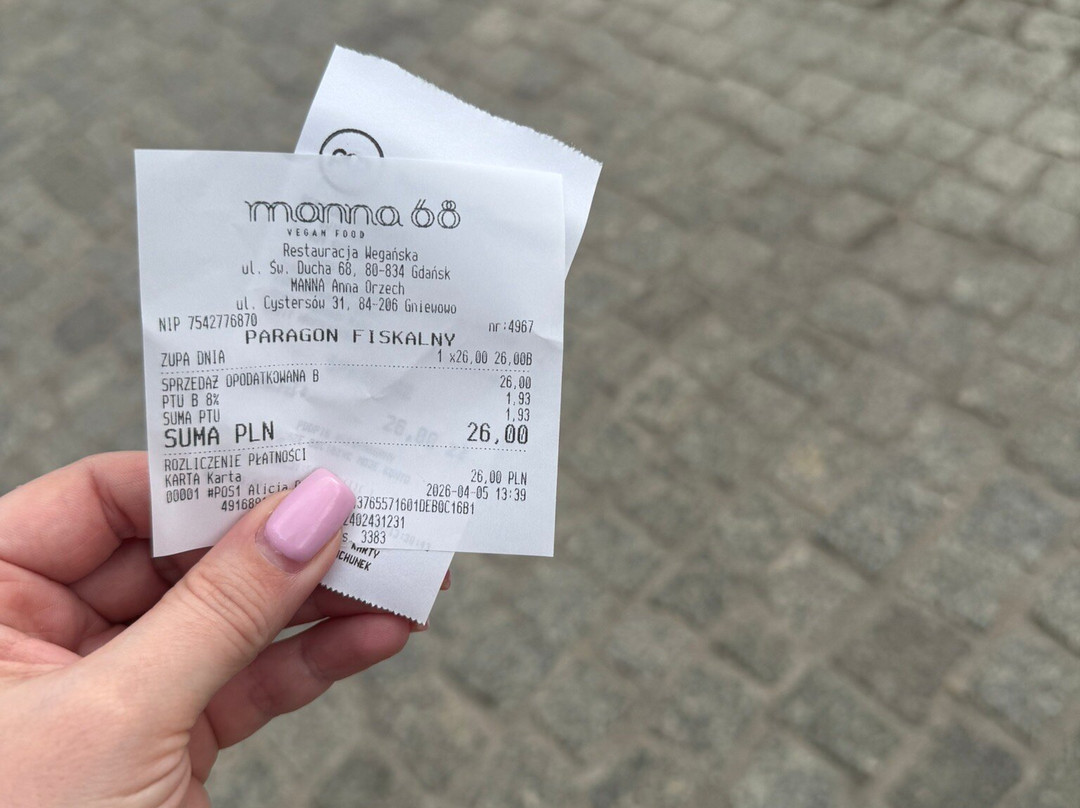 manna 68
VEGAN FOOD
Restauracja Wegańska
ul. Św. Ducha 68, 80-834 Gdańsk
MANNA Anna Orzech
ul. Cystersów 31, 84-206 Gniewowo
NIP 7542776870 nr:4967
PARAGON FISKALNY
ZUPA DNIA 1 x26,00 26,00B
SPRZEDAŻ OPODATKOWANA B 26,00
PTU B 8% 1,93
SUMA PTU 1,93
SUMA PLN 26,00
ROZLICZENIE PŁATNOŚCI
KARTA Karta 26,00 PLN
00001 #POS1 Alicja 2026-04-05 13:39
3383